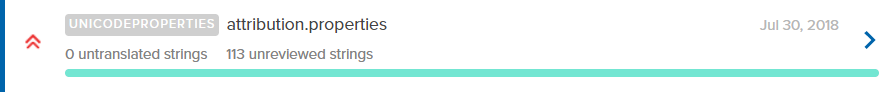 UNICODEPROPERTIES attribution.properties Jul 30, 2018
0 untranslated strings 113 unreviewed strings